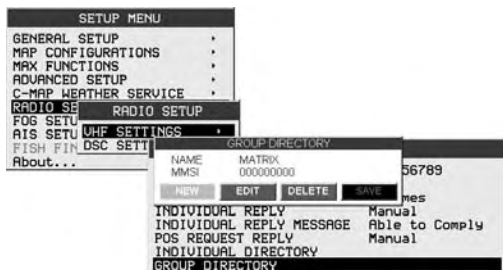 SETUP MENU
GENERAL SETUP
MAP CONFIGURATIONS
MAX FUNCTIONS
ADVANCED SETUP
C-MAP WEATHER SERVICE
RADIO SE
RADIO SETUP
FOG SETU
VHF SETTINGS
AIS SETU
DSC SETT
FISH FIN
About...
GROUP DIRECTORY
NAME MATRIX
MMSI 000000000
NEW EDIT DELETE SAVE
56789
mes
INDIVIDUAL REPLY Manual
INDIVIDUAL REPLY MESSAGE Able to Comply
POS REQUEST REPLY Manual
INDIVIDUAL DIRECTORY
GROUP DIRECTORY